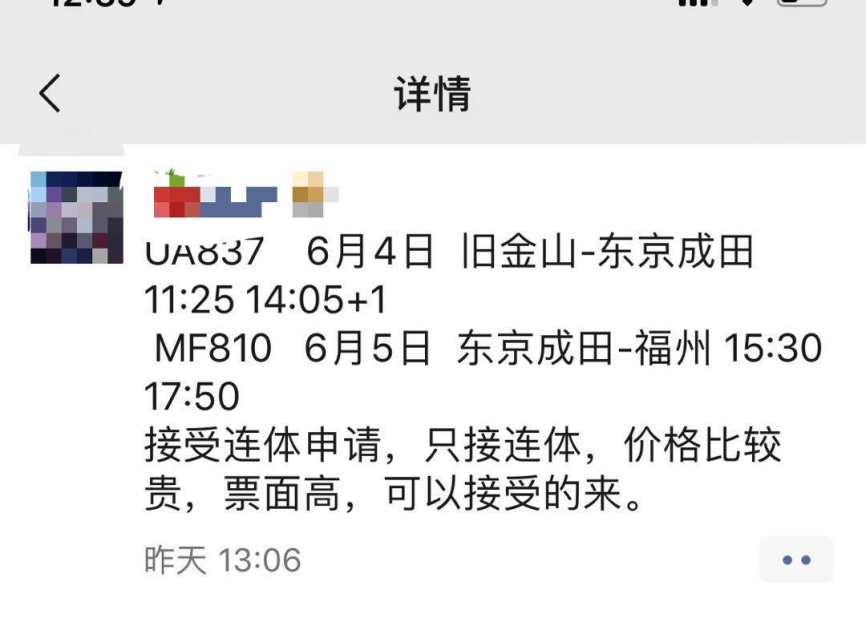 详情
UA837 6月4日 旧金山-东京成田
11:25 14:05+1
MF810 6月5日 东京成田-福州 15:30
17:50
接受连体申请，只接连体，价格比较
贵，票面高，可以接受的来。
昨天 13:06